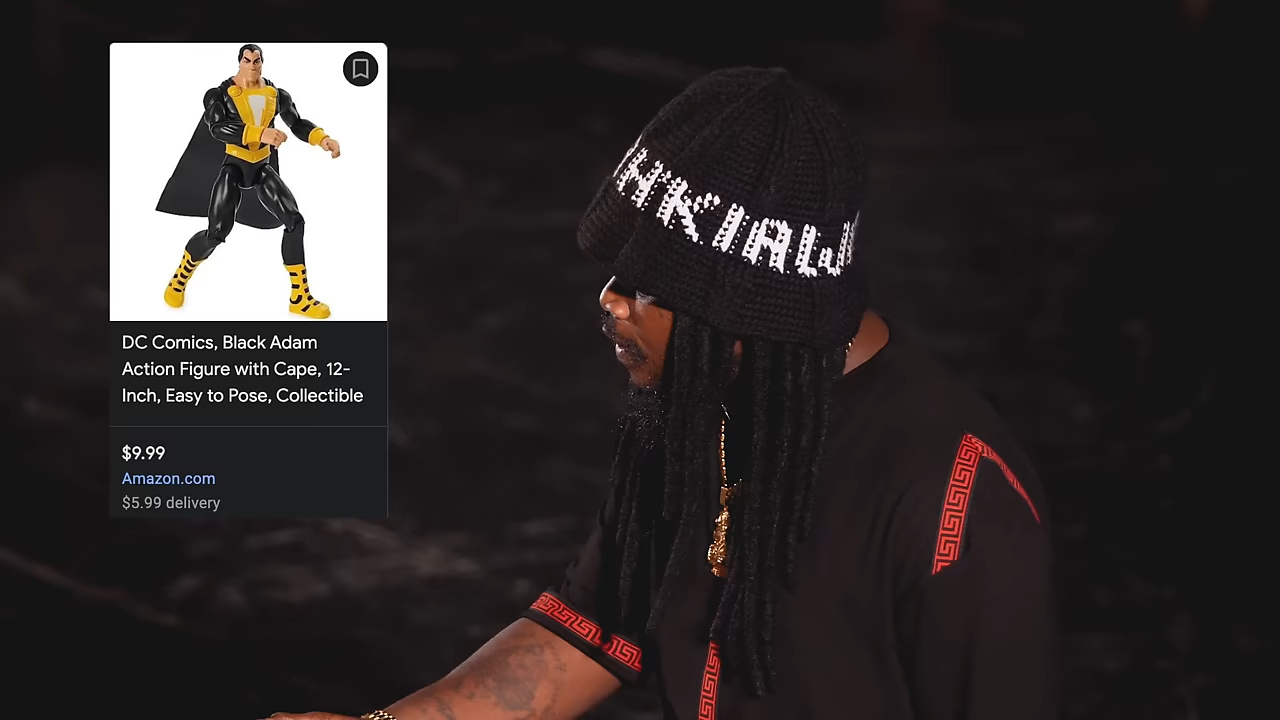 DC Comics, Black Adam
Action Figure with Cape, 12-
Inch, Easy to Pose, Collectible
$9.99
Amazon.com
$5.99 delivery